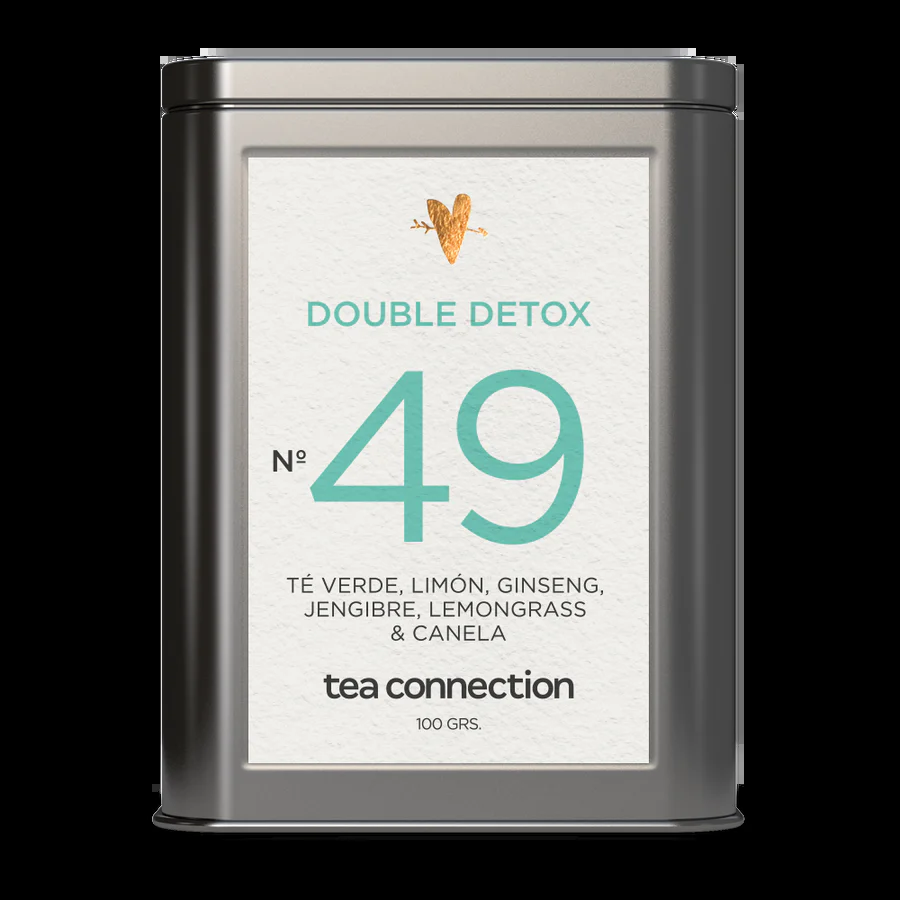 DOUBLE DETOX
Nº 49
TÉ VERDE, LIMÓN, GINSENG,
JENGIBRE, LEMONGRASS
& CANELA
tea connection
100 GRS.